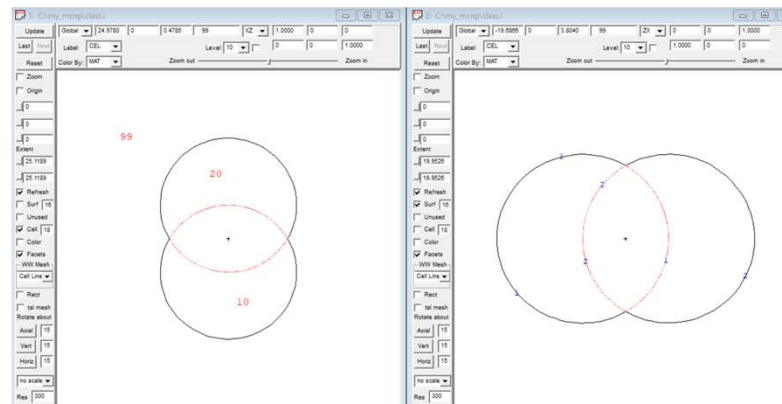 1: C:\my_mcnp\class.i
Update Global 24.9780 0 0.4785 99 XZ 1.0000 0 0
Last Next Label: CEL Level: 10 0 0 1.0000
Reset Color By: MAT Zoom out Zoom in
Zoom
Origin
0
0
0
Extent
25.1189
25.1189
Refresh
Surf 16
Unused
Cell 18
Color
Facets
WW Mesh
Cell Line
Rect
tal mesh
Rotate about
Axial 15
Vert 15
Horiz 15
no scale
Res 300
99
20
10
2: C:\my_mcnp\class.i
Update Global -19.5866 0 3.8040 99 ZX 0 0 1.0000
Last Next Label: CEL Level: 10 1.0000 0 0
Reset Color By: MAT Zoom out Zoom in
Zoom
Origin
0
0
0
Extent
19.9526
19.9526
Refresh
Surf 16
Unused
Cell 18
Color
Facets
WW Mesh
Cell Line
Rect
tal mesh
Rotate about
Axial 15
Vert 15
Horiz 15
no scale
Res 300
1
2
2
1
1
2